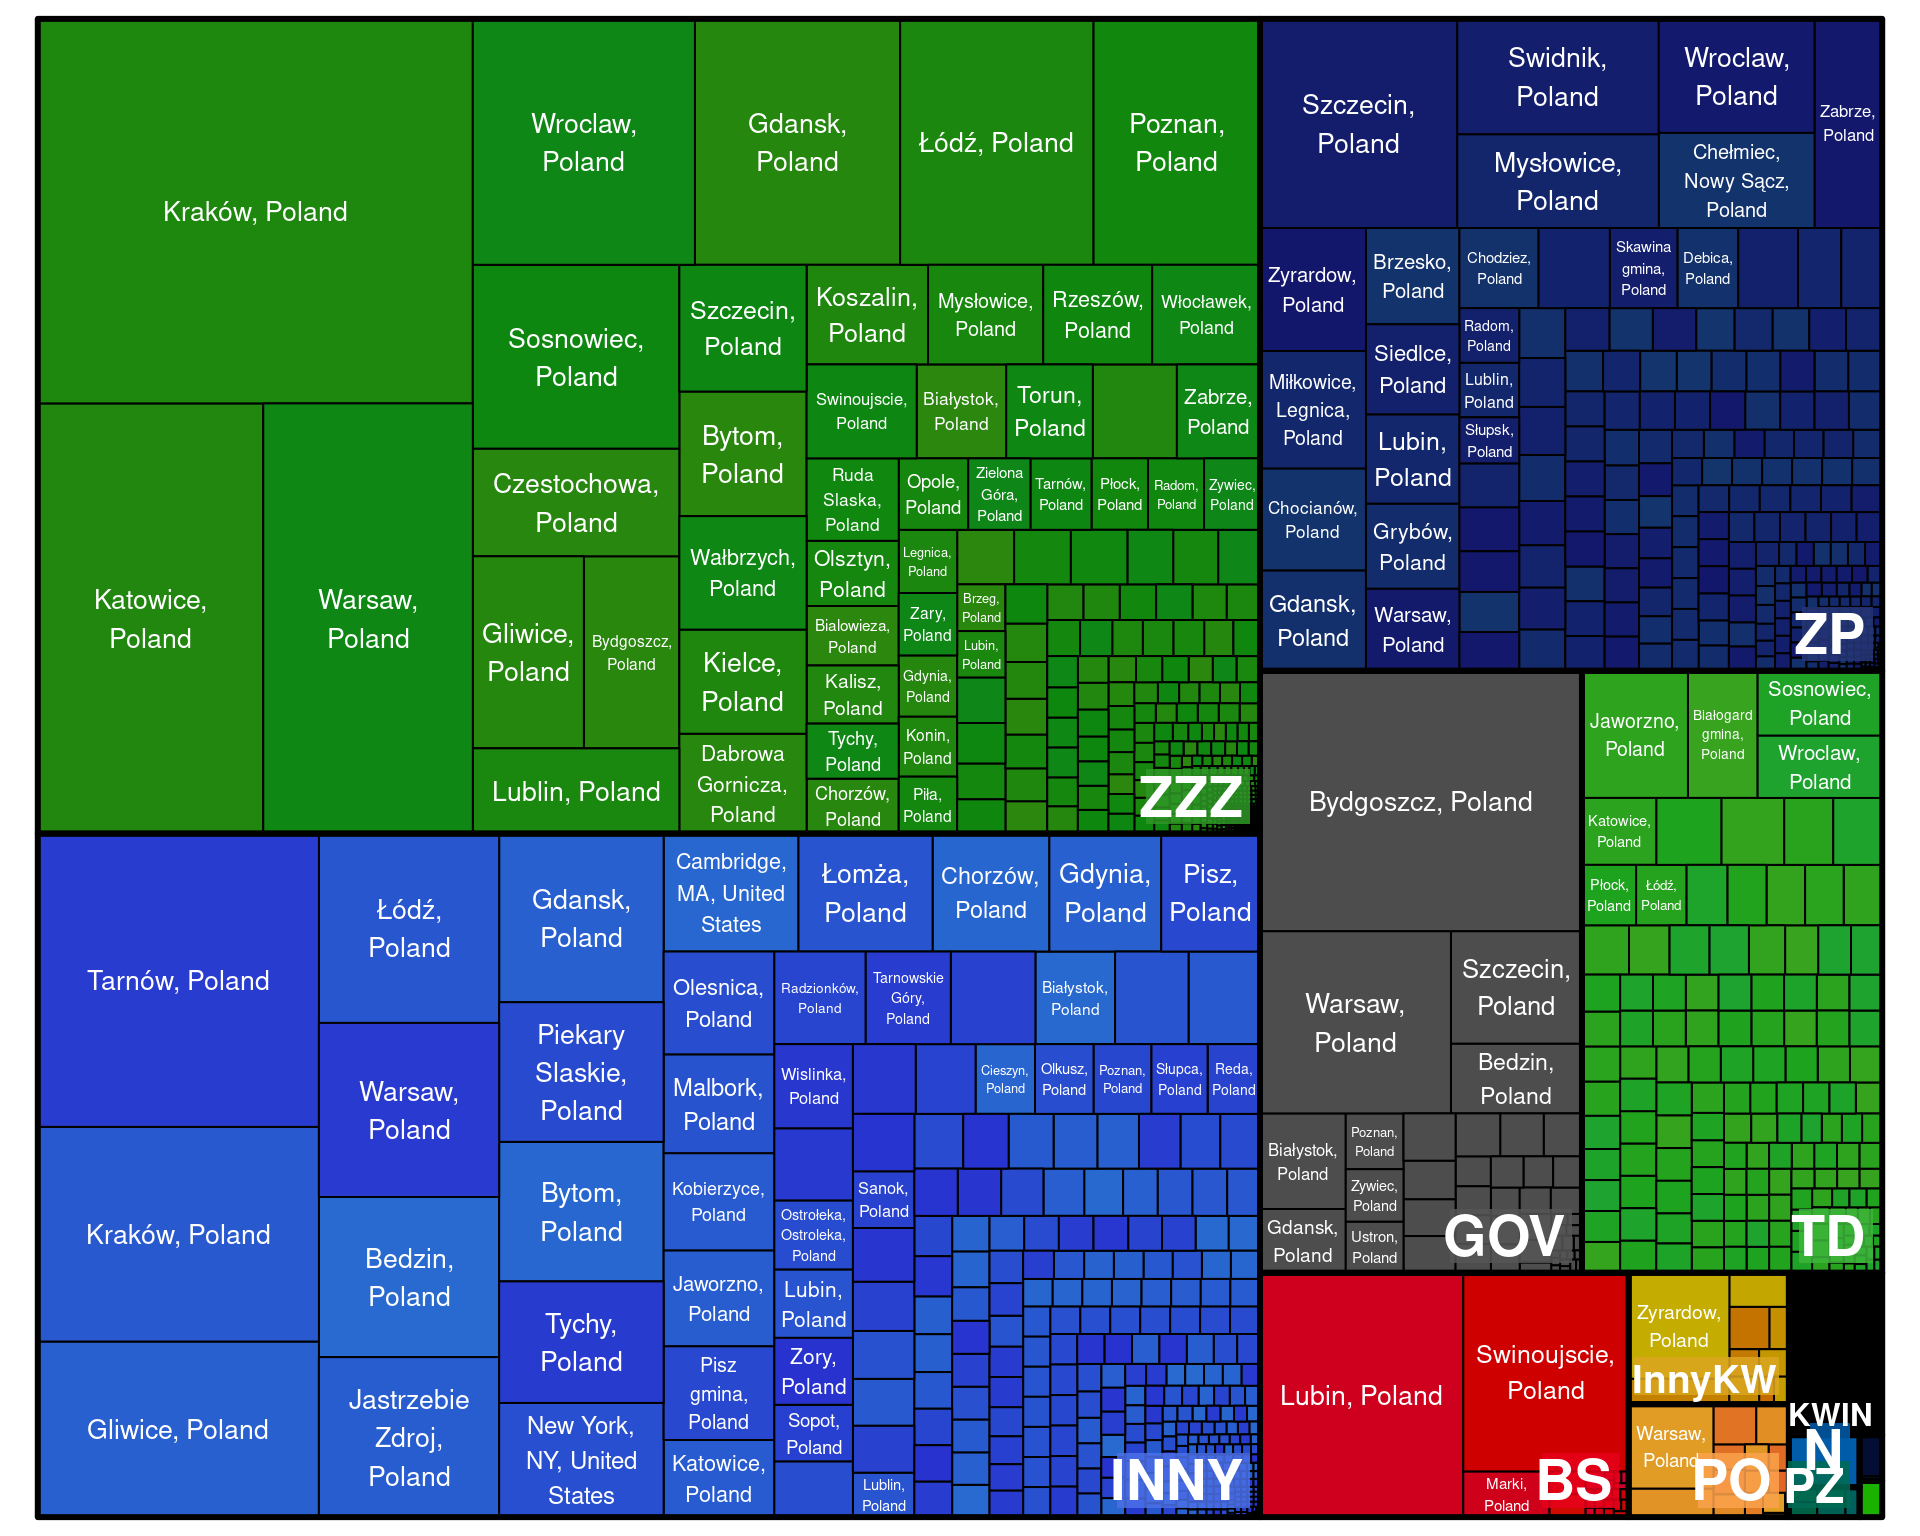 Kraków, Poland
Katowice,
Poland
Warsaw,
Poland
Wroclaw,
Poland
Gdansk,
Poland
Łódź, Poland
Poznan,
Poland
Sosnowiec,
Poland
Czestochowa,
Poland
Gliwice,
Poland
Bydgoszcz,
Poland
Lublin, Poland
Szczecin,
Poland
Bytom,
Poland
Wałbrzych,
Poland
Kielce,
Poland
Dabrowa
Gornicza,
Poland
Koszalin,
Poland
Mysłowice,
Poland
Rzeszów,
Poland
Włocławek,
Poland
Swinoujscie,
Poland
Białystok,
Poland
Torun,
Poland
Zabrze,
Poland
Ruda
Slaska,
Poland
Olsztyn,
Poland
Bialowieza,
Poland
Kalisz,
Poland
Tychy,
Poland
Chorzów,
Poland
Opole,
Poland
Zielona
Góra,
Poland
Tarnów,
Poland
Płock,
Poland
Radom,
Poland
Zywiec,
Poland
Legnica,
Poland
Zary,
Poland
Gdynia,
Poland
Konin,
Poland
Piła,
Poland
Brzeg,
Poland
Lubin,
Poland
ZZZ
Tarnów, Poland
Kraków, Poland
Gliwice, Poland
Łódź,
Poland
Warsaw,
Poland
Bedzin,
Poland
Jastrzebie
Zdroj,
Poland
Gdansk,
Poland
Piekary
Slaskie,
Poland
Bytom,
Poland
Tychy,
Poland
New York,
NY, United
States
Cambridge,
MA, United
States
Łomża,
Poland
Chorzów,
Poland
Gdynia,
Poland
Pisz,
Poland
Olesnica,
Poland
Malbork,
Poland
Kobierzyce,
Poland
Jaworzno,
Poland
Pisz
gmina,
Poland
Katowice,
Poland
Radzionków,
Poland
Tarnowskie
Góry,
Poland
Białystok,
Poland
Wislinka,
Poland
Cieszyn,
Poland
Olkusz,
Poland
Poznan,
Poland
Słupca,
Poland
Reda,
Poland
Ostrołeka,
Ostroleka,
Poland
Lubin,
Poland
Zory,
Poland
Sopot,
Poland
Sanok,
Poland
Lublin,
Poland
INNY
Szczecin,
Poland
Swidnik,
Poland
Mysłowice,
Poland
Wroclaw,
Poland
Chełmiec,
Nowy Sącz,
Poland
Zabrze,
Poland
Zyrardow,
Poland
Miłkowice,
Legnica,
Poland
Chocianów,
Poland
Gdansk,
Poland
Brzesko,
Poland
Siedlce,
Poland
Lubin,
Poland
Grybów,
Poland
Warsaw,
Poland
Chodziez,
Poland
Skawina
gmina,
Poland
Debica,
Poland
Radom,
Poland
Lublin,
Poland
Słupsk,
Poland
ZP
Bydgoszcz, Poland
Warsaw,
Poland
Szczecin,
Poland
Bedzin,
Poland
Białystok,
Poland
Gdansk,
Poland
Poznan,
Poland
Zywiec,
Poland
Ustron,
Poland
GOV
Jaworzno,
Poland
Białogard
gmina,
Poland
Sosnowiec,
Poland
Wroclaw,
Poland
Katowice,
Poland
Płock,
Poland
Łódź,
Poland
TD
Lubin, Poland
Swinoujscie,
Poland
Marki,
Poland
BS
Zyrardow,
Poland
InnyKW
Warsaw,
Poland
PO
KWIN
N
PZ